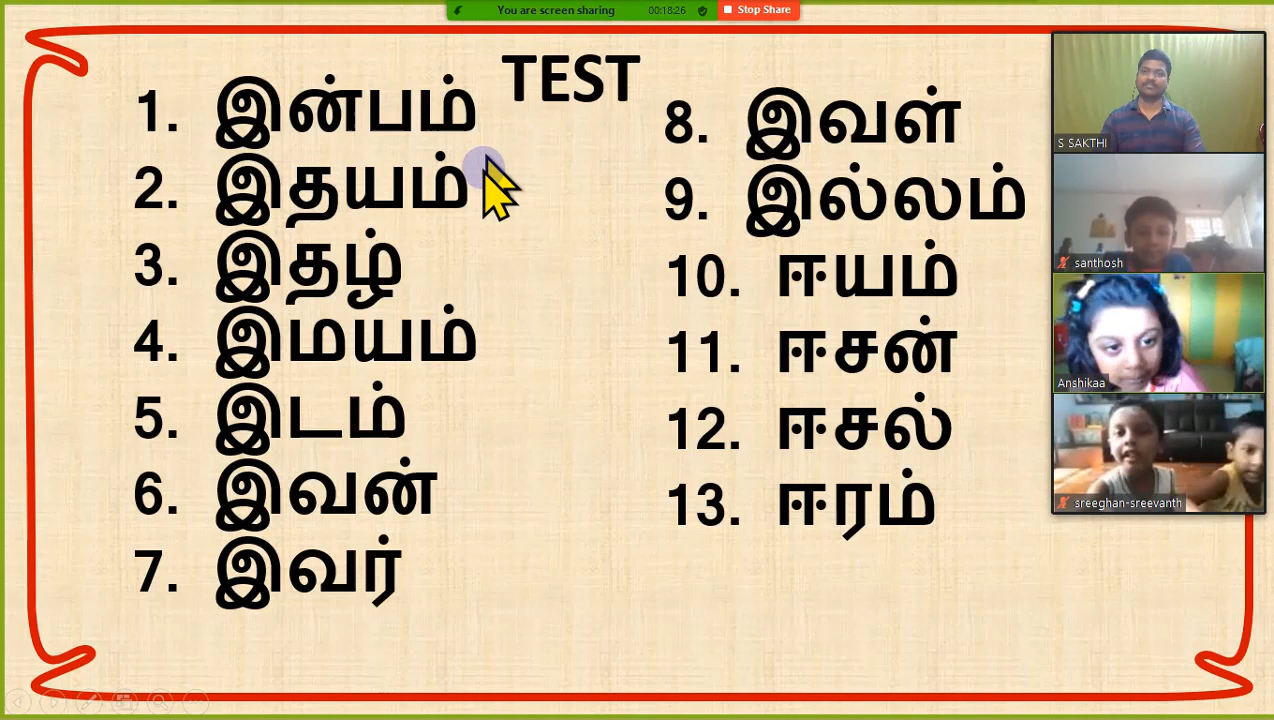 You are screen sharing 00:18:26 Stop Share
TEST
1. இன்பம்
2. இதயம்
3. இதழ்
4. இமயம்
5. இடம்
6. இவன்
7. இவர்
8. இவள்
9. இல்லம்
10. ஈயம்
11. ஈசன்
12. ஈசல்
13. ஈரம்
S SAKTHI
santhosh
Anshikaa
sreeghan-sreevanth